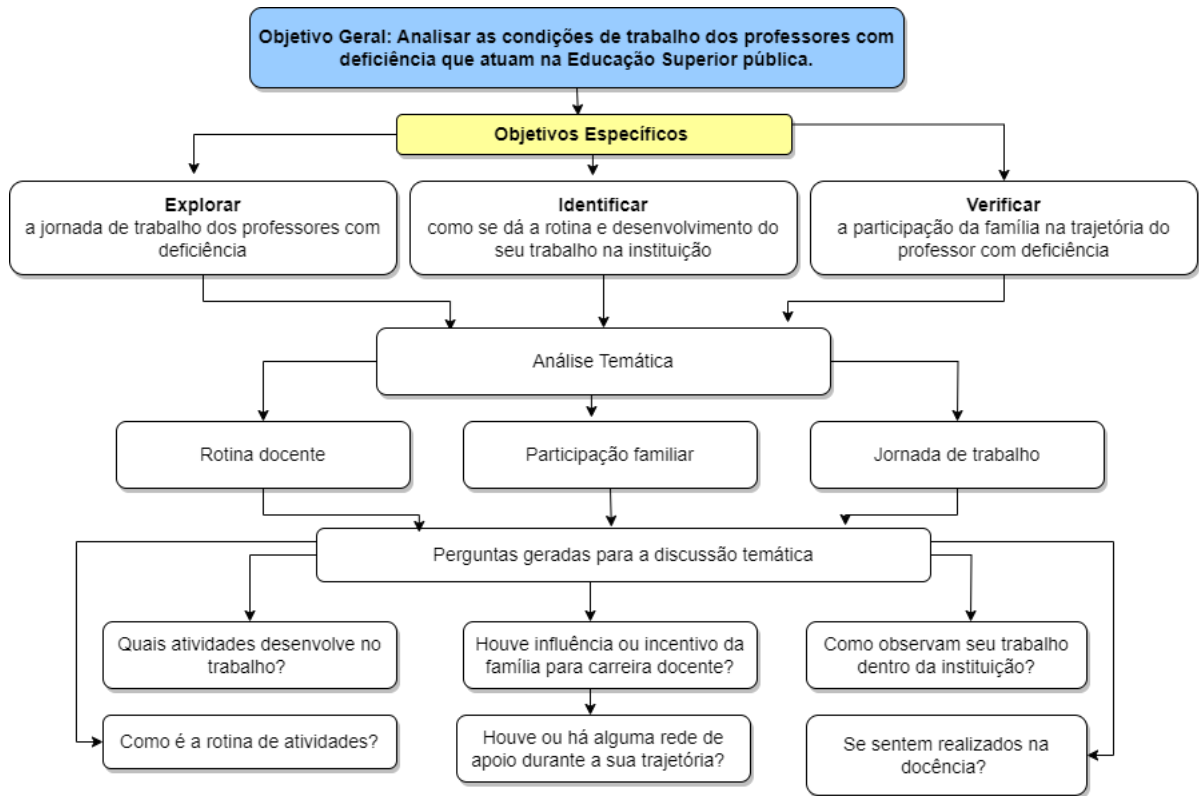 Objetivo Geral: Analisar as condições de trabalho dos professores com
deficiência que atuam na Educação Superior pública.
Objetivos Específicos
Explorar
a jornada de trabalho dos professores com
deficiência
Identificar
como se dá a rotina e desenvolvimento do
seu trabalho na instituição
Verificar
a participação da família na trajetória do
professor com deficiência
Análise Temática
Rotina docente
Participação familiar
Jornada de trabalho
Perguntas geradas para a discussão temática
Quais atividades desenvolve no
trabalho?
Houve influência ou incentivo da
família para carreira docente?
Como observam seu trabalho
dentro da instituição?
Como é a rotina de atividades?
Houve ou há alguma rede de
apoio durante a sua trajetória?
Se sentem realizados na
docência?